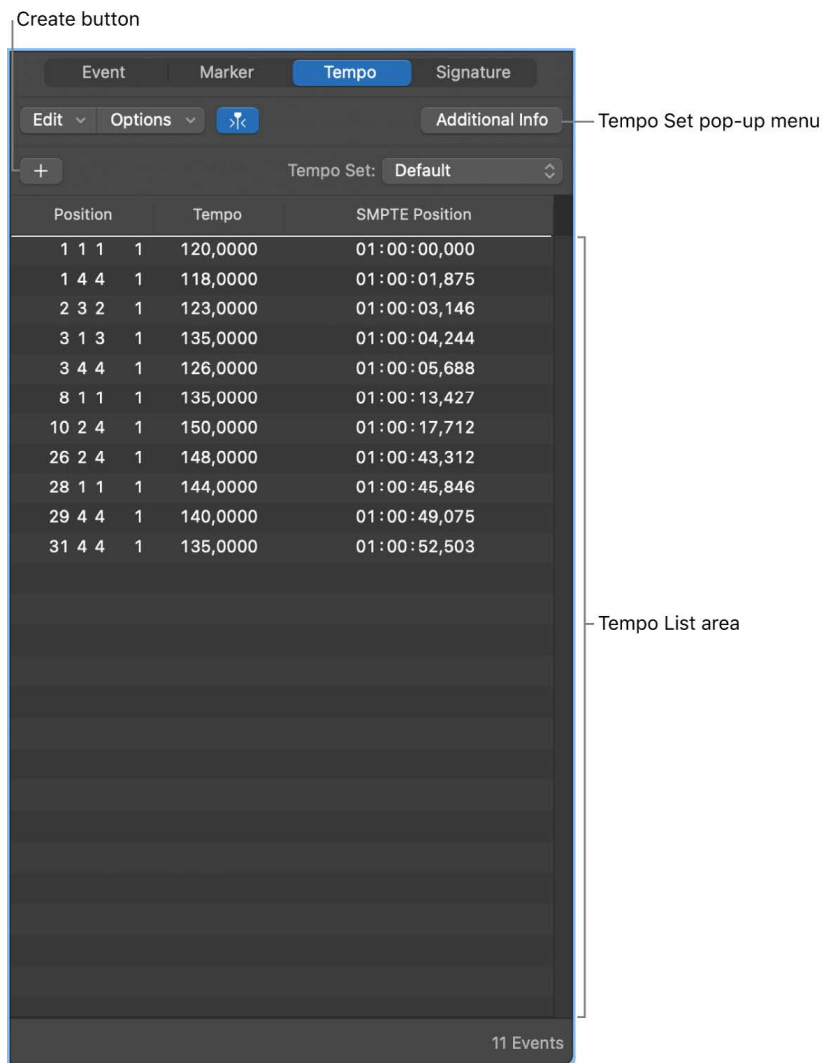 Create button
Event Marker Tempo Signature
Edit Options Additional Info
Tempo Set pop-up menu
+ Tempo Set: Default
Position Tempo SMPTE Position
1 1 1 1 120,0000 01:00:00,000
1 4 4 1 118,0000 01:00:01,875
2 3 2 1 123,0000 01:00:03,146
3 1 3 1 135,0000 01:00:04,244
3 4 4 1 126,0000 01:00:05,688
8 1 1 1 135,0000 01:00:13,427
10 2 4 1 150,0000 01:00:17,712
26 2 4 1 148,0000 01:00:43,312
28 1 1 1 144,0000 01:00:45,846
29 4 4 1 140,0000 01:00:49,075
31 4 4 1 135,0000 01:00:52,503
Tempo List area
11 Events